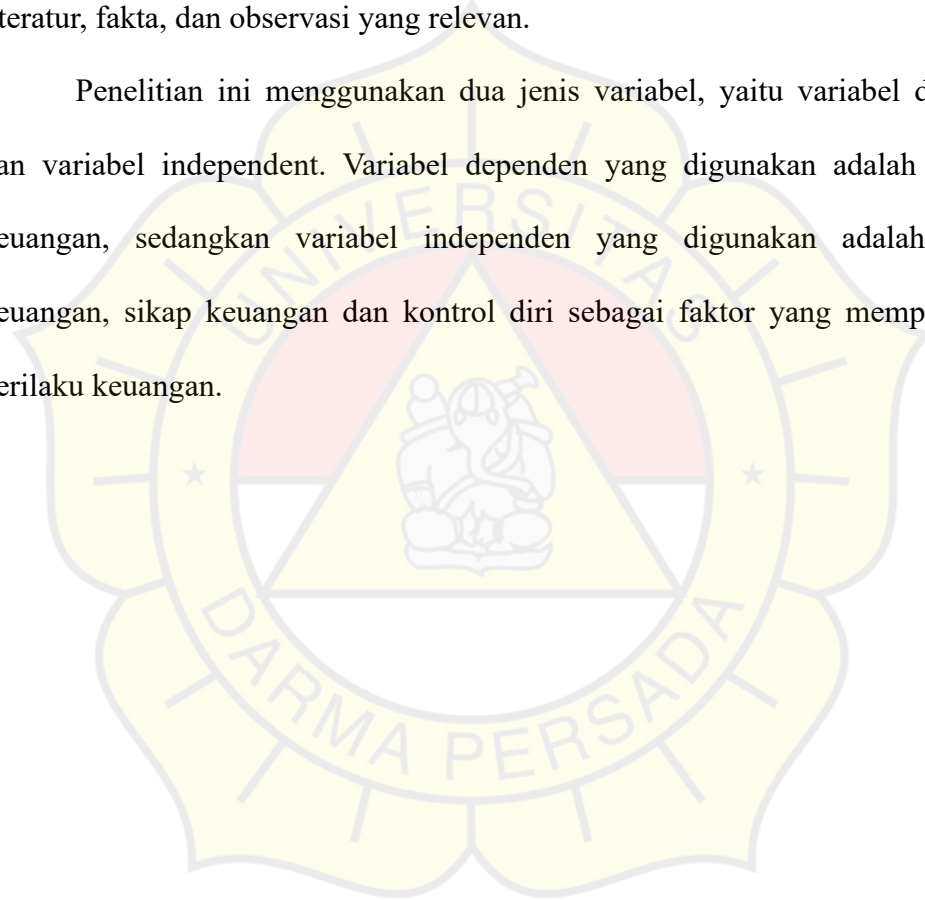 teratur, fakta, dan observasi yang relevan.
Penelitian ini menggunakan dua jenis variabel, yaitu variabel d
an variabel independent. Variabel dependen yang digunakan adalah
euangan, sedangkan variabel independen yang digunakan adalah
euangan, sikap keuangan dan kontrol diri sebagai faktor yang memp
erilaku keuangan.
UNIVERSITAS
DARMA PERSADA